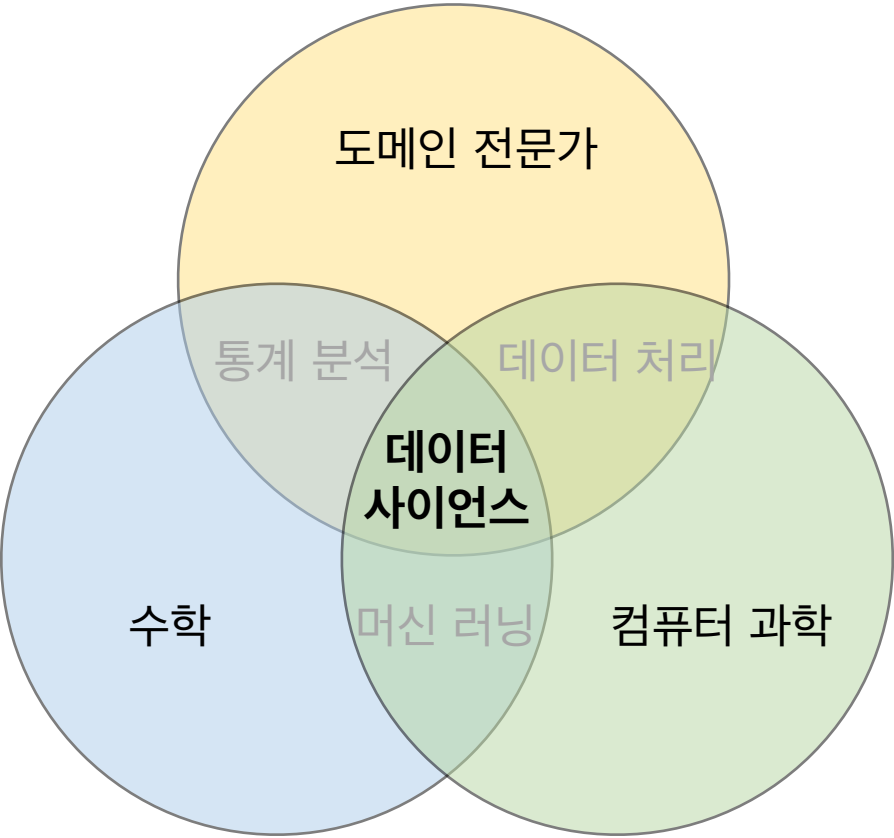 도메인 전문가
통계 분석
데이터 처리
데이터
사이언스
수학
머신 러닝
컴퓨터 과학